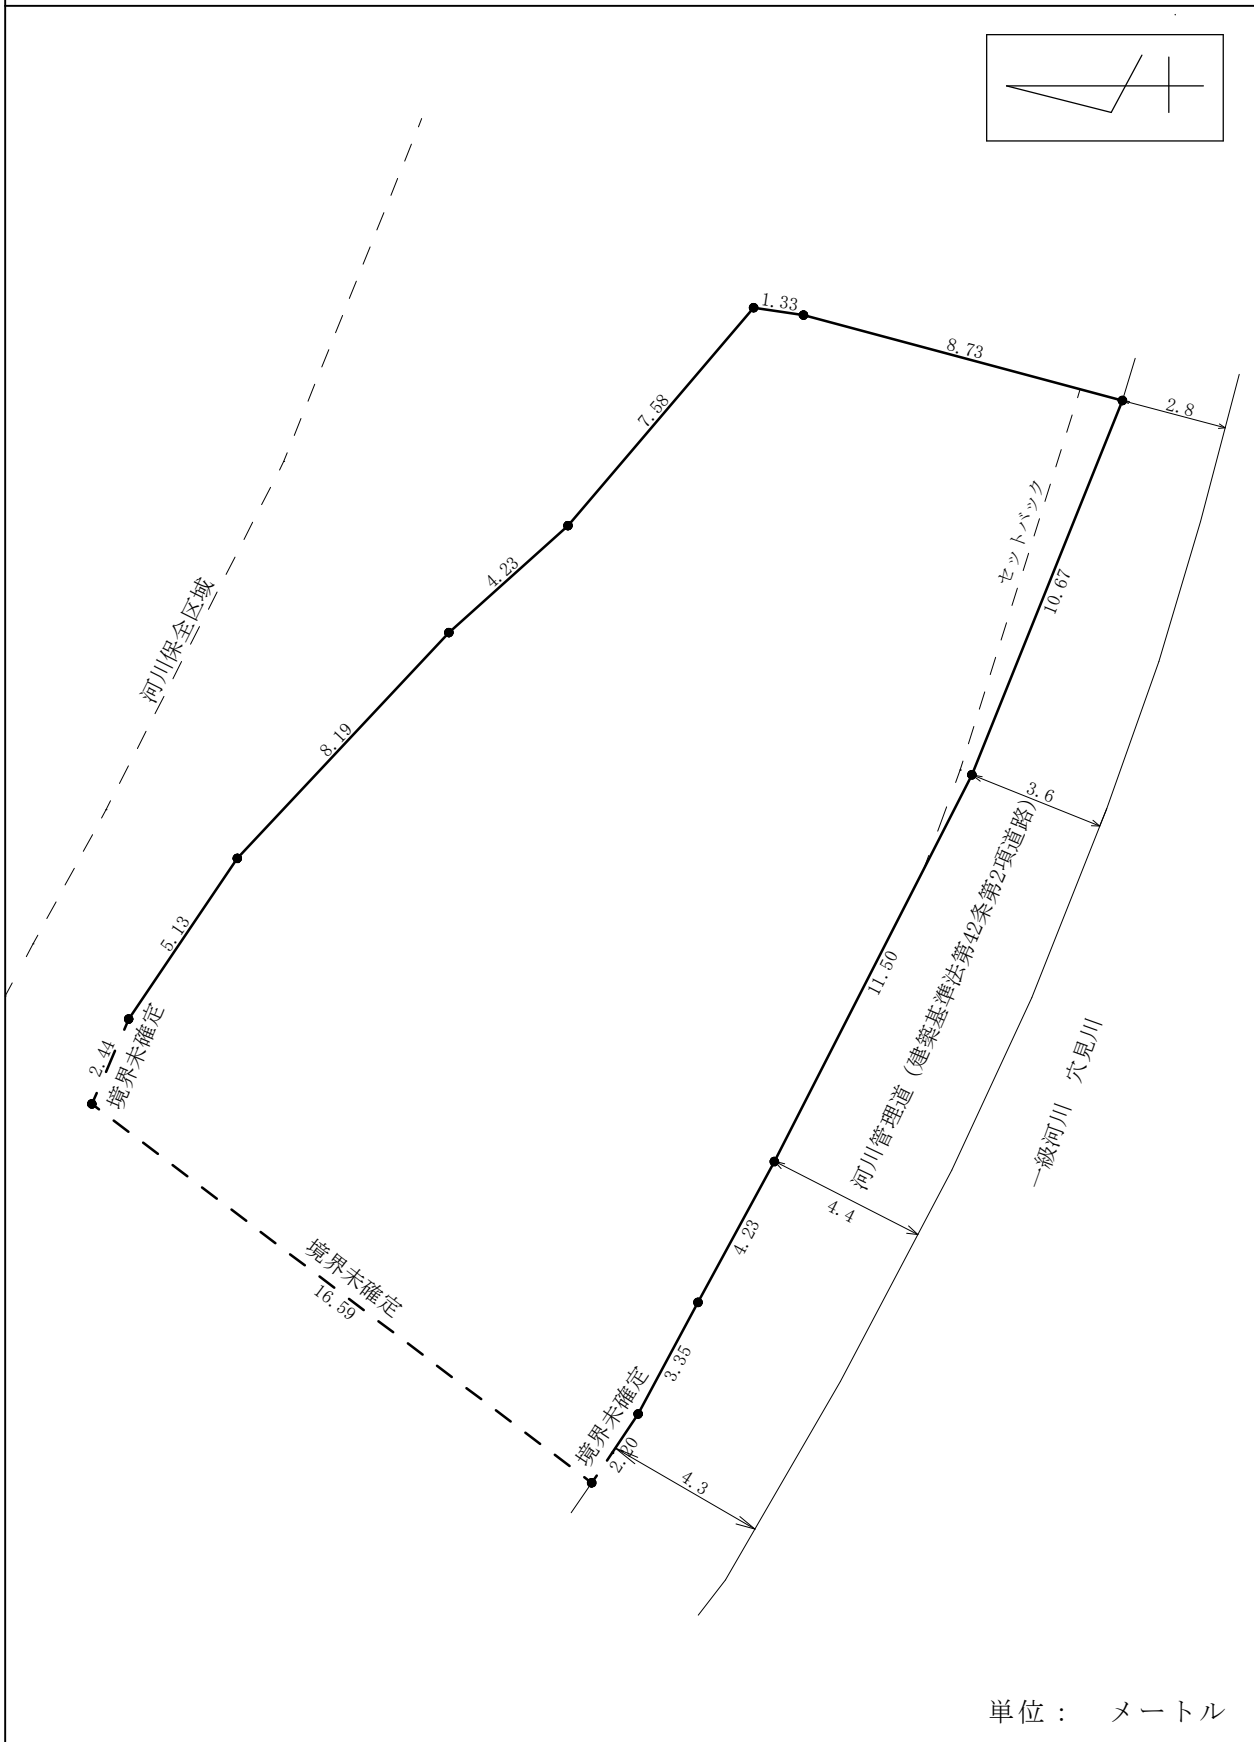 1.33
8.73
2.8
7.58
セットバック
10.67
4.23
河川保全区域
8.19
3.6
5.13
11.50
河川管理道（建築基準法第42条第2項道路）
2.44
境界未確定
一級河川　穴見川
4.4
4.23
境界未確定
16.59
3.35
境界未確定
2.20
4.3
単位：　メートル